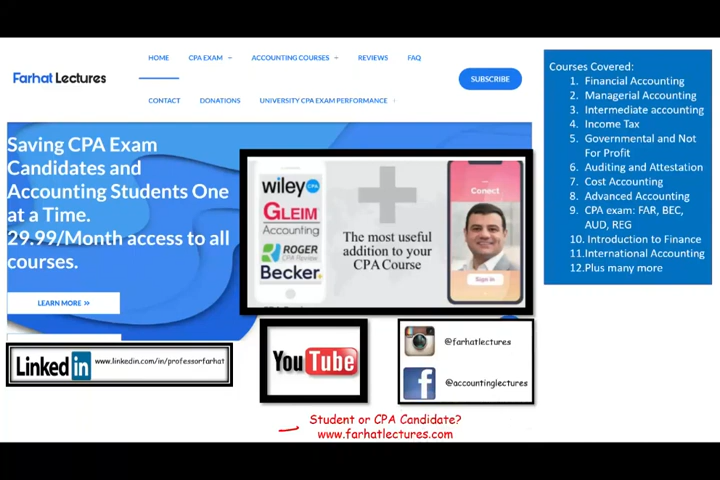 HOME
CPA EXAM
ACCOUNTING COURSES
REVIEWS
FAQ
Farhat Lectures
SUBSCRIBE
CONTACT
DONATIONS
UNIVERSITY CPA EXAM PERFORMANCE
Saving CPA Exam
Candidates and
Accounting Students One
at a Time.
29.99/Month access to all
courses.
LEARN MORE »
wiley CPA
GLEIM
Accounting
ROGER
CPA Review
Becker.
The most useful
addition to your
CPA Course
Conect
Sign in
Courses Covered:
1. Financial Accounting
2. Managerial Accounting
3. Intermediate accounting
4. Income Tax
5. Governmental and Not
For Profit
6. Auditing and Attestation
7. Cost Accounting
8. Advanced Accounting
9. CPA exam: FAR, BEC,
AUD, REG
10. Introduction to Finance
11.International Accounting
12.Plus many more
Linked in
www.linkedin.com/in/professorfarhat
YouTube
@farhatlectures
@accountinglectures
Student or CPA Candidate?
www.farhatlectures.com